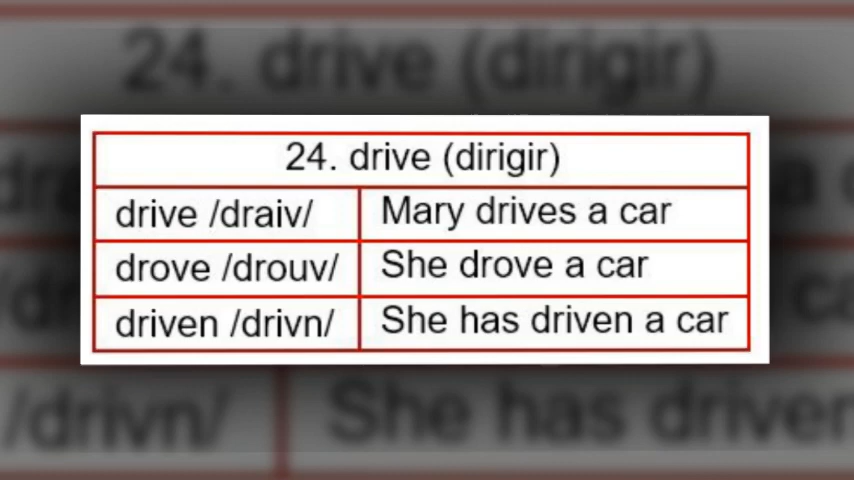 24. drive (dirigir)
drive /draiv/ Mary drives a car
drove /drouv/ She drove a car
driven /drivn/ She has driven a car